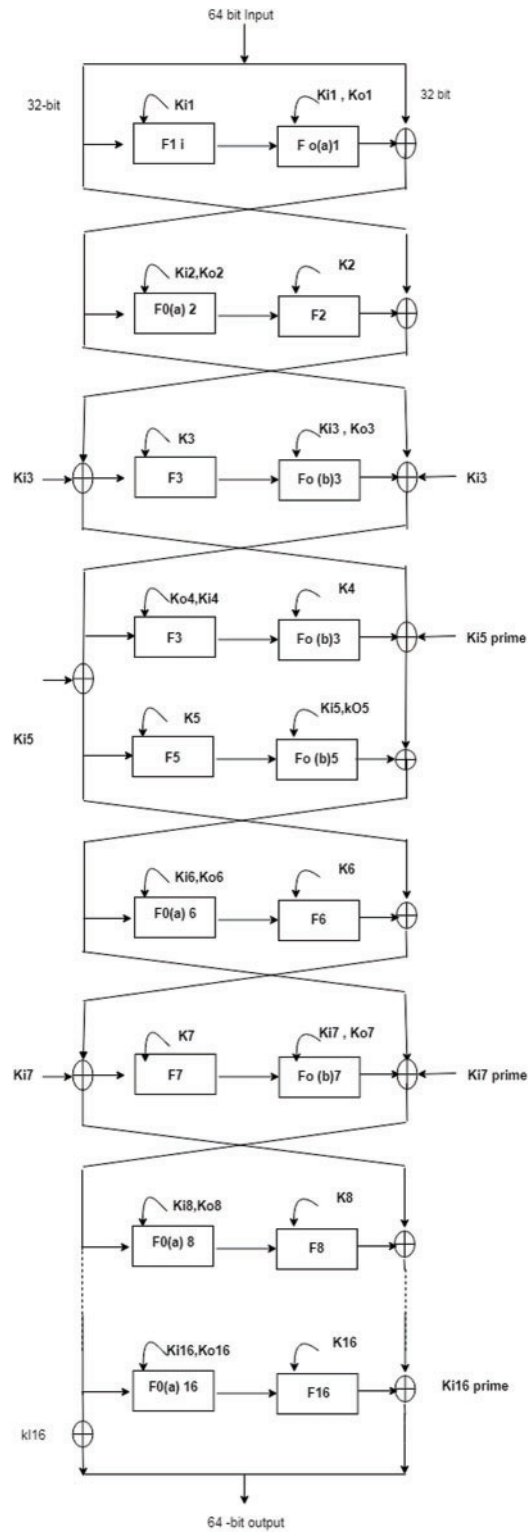 64 bit Input
32-bit
Ki1
Ki1 , Ko1
32 bit
F1 i
F o(a)1
Ki2,Ko2
K2
F0(a) 2
F2
K3
Ki3 , Ko3
Ki3
F3
Fo (b)3
Ki3
Ko4,Ki4
K4
F3
Fo (b)3
Ki5 prime
Ki5
K5
Ki5,kO5
F5
Fo (b)5
Ki6,Ko6
K6
F0(a) 6
F6
K7
Ki7 , Ko7
Ki7
F7
Fo (b)7
Ki7 prime
Ki8,Ko8
K8
F0(a) 8
F8
Ki16,Ko16
K16
F0(a) 16
F16
Ki16 prime
kI16
64 -bit output